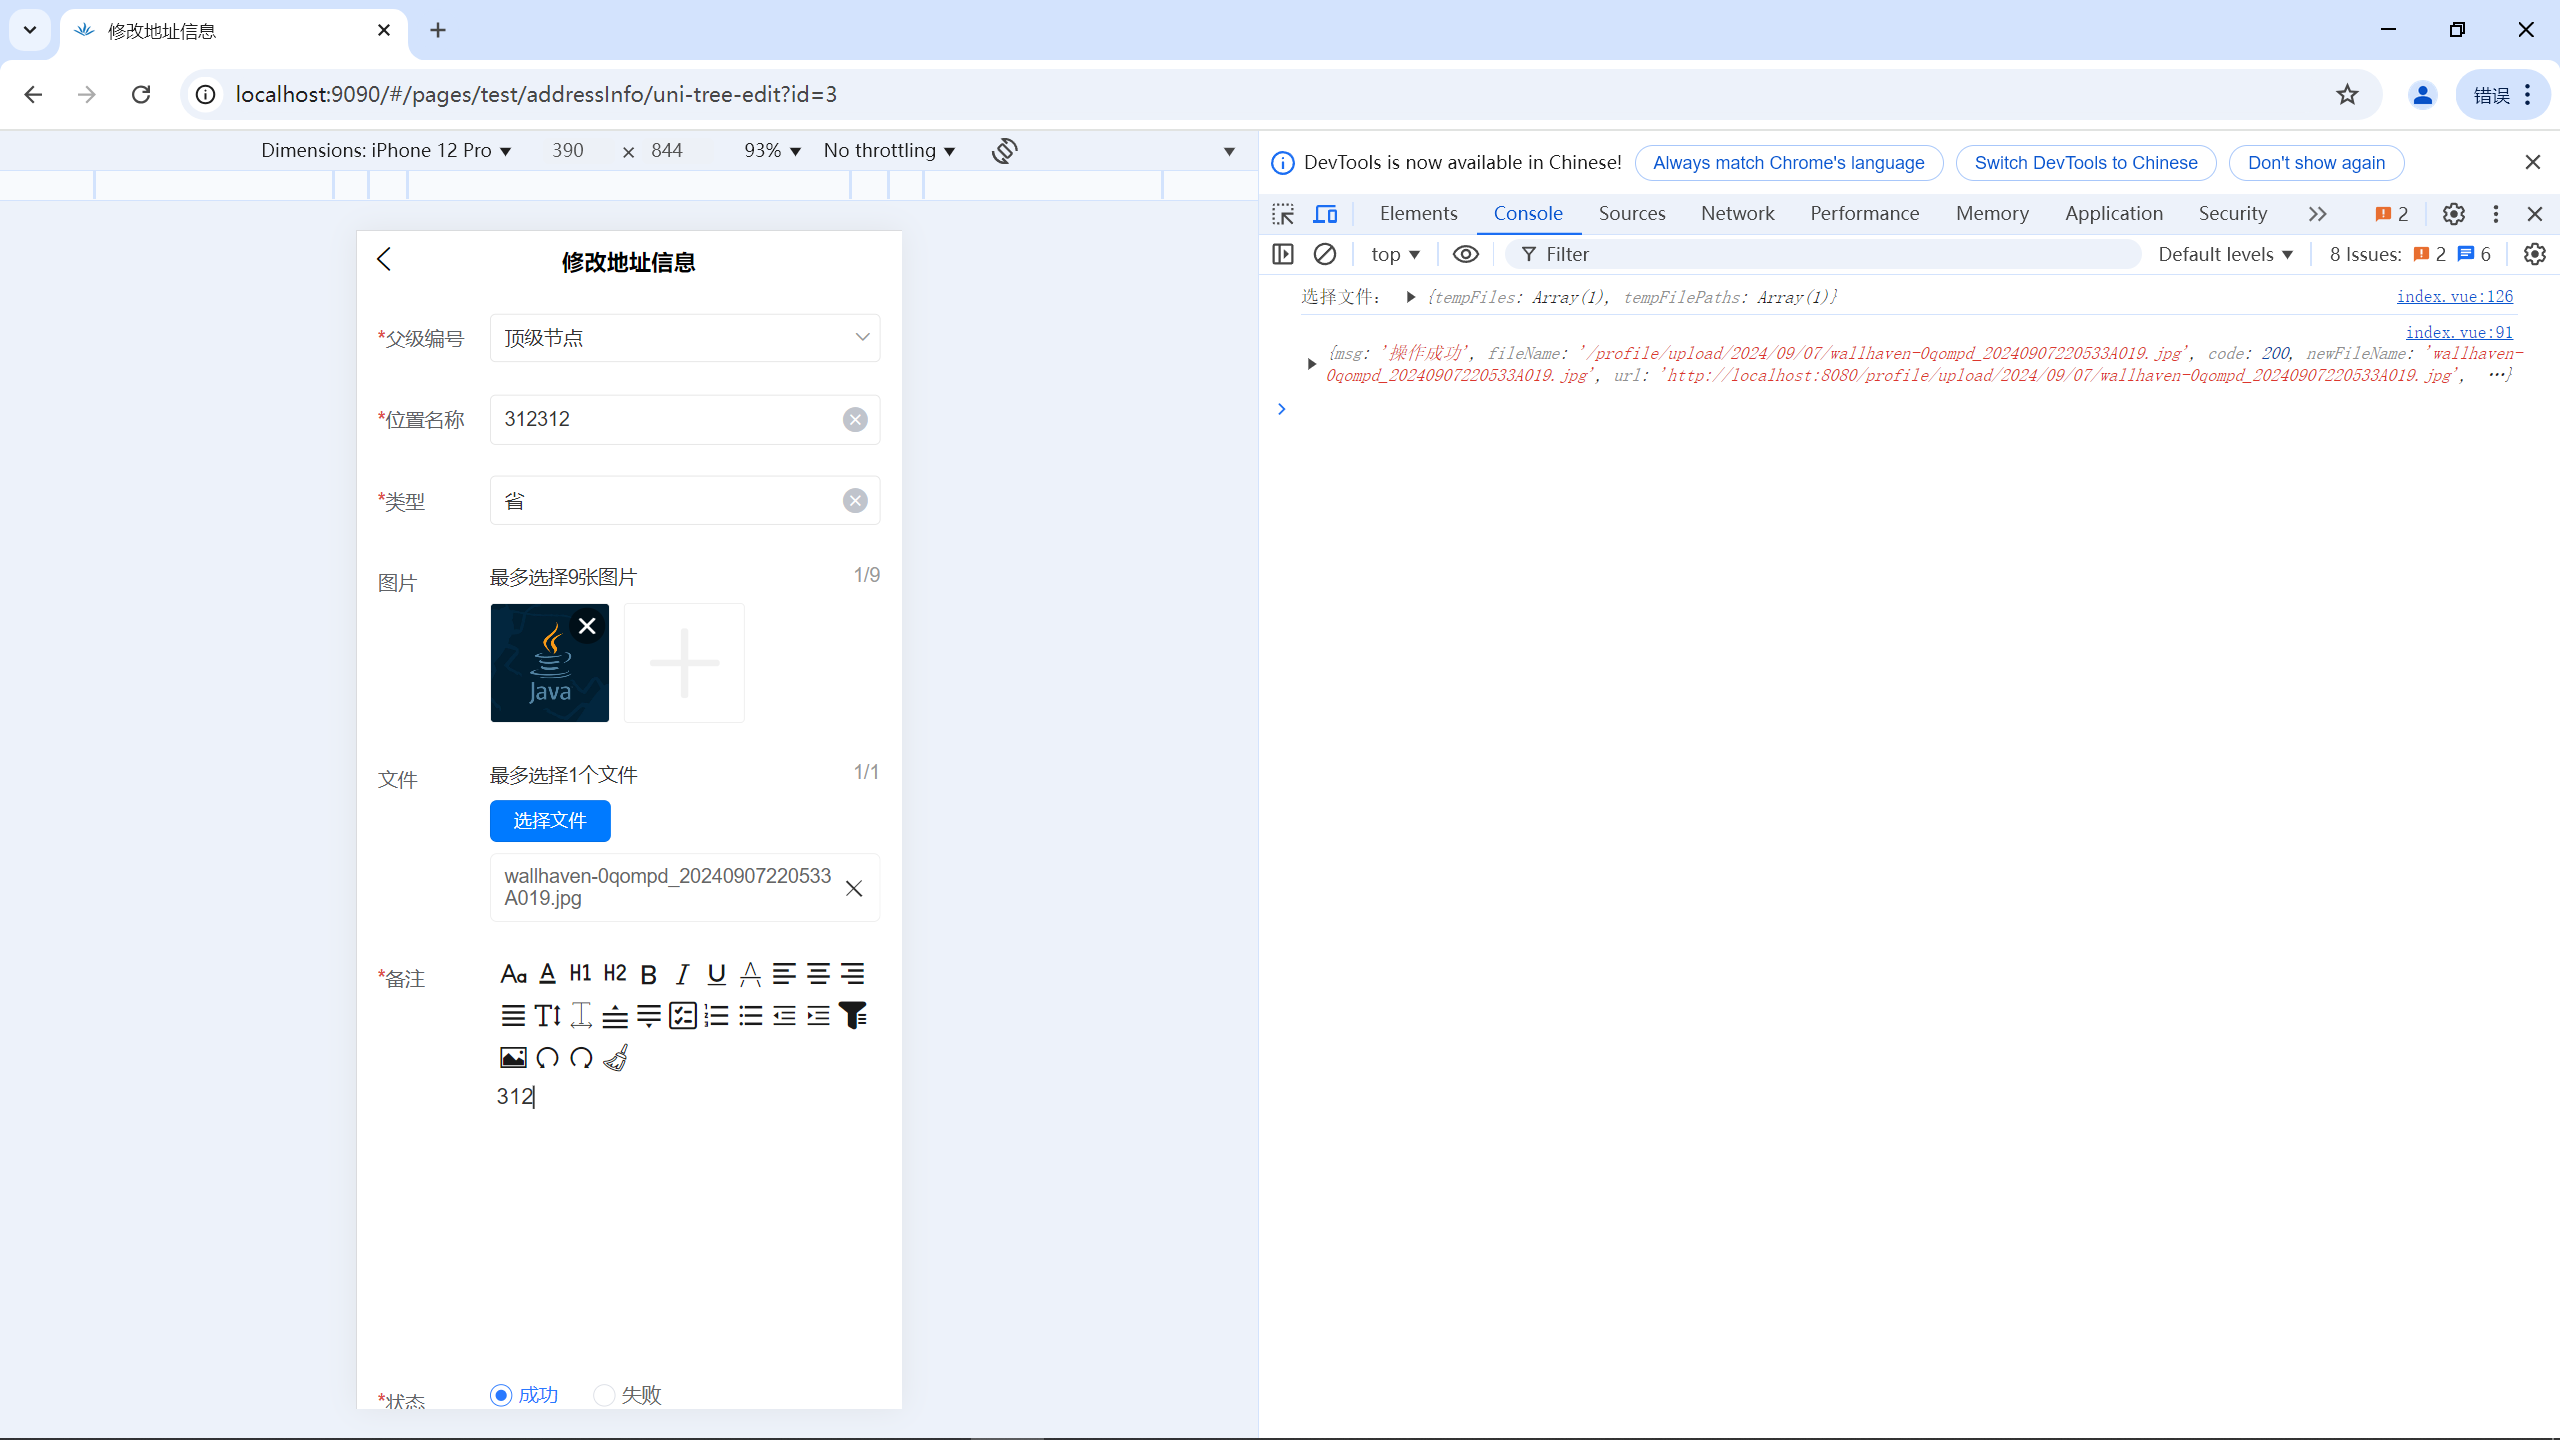 修改地址信息
localhost:9090/#/pages/test/addressInfo/uni-tree-edit?id=3
错误
Dimensions: iPhone 12 Pro 390 × 844 93% No throttling
DevTools is now available in Chinese! Always match Chrome's language Switch DevTools to Chinese Don't show again
Elements Console Sources Network Performance Memory Application Security 2
top Filter Default levels 8 Issues: 2 6
选择文件： {tempFiles: Array(1), tempFilePaths: Array(1)} index.vue:126
index.vue:91
{msg: '操作成功', fileName: '/profile/upload/2024/09/07/wallhaven-0qompd_20240907220533A019.jpg', code: 200, newFileName: 'wallhaven-
0qompd_20240907220533A019.jpg', url: 'http://localhost:8080/profile/upload/2024/09/07/wallhaven-0qompd_20240907220533A019.jpg', …}
修改地址信息
*父级编号 顶级节点
*位置名称 312312
*类型 省
图片 最多选择9张图片 1/9
Java
文件 最多选择1个文件 1/1
选择文件
wallhaven-0qompd_20240907220533
A019.jpg
*备注 Aa A H1 H2 B I U A
T T
312
*状态 成功 失败